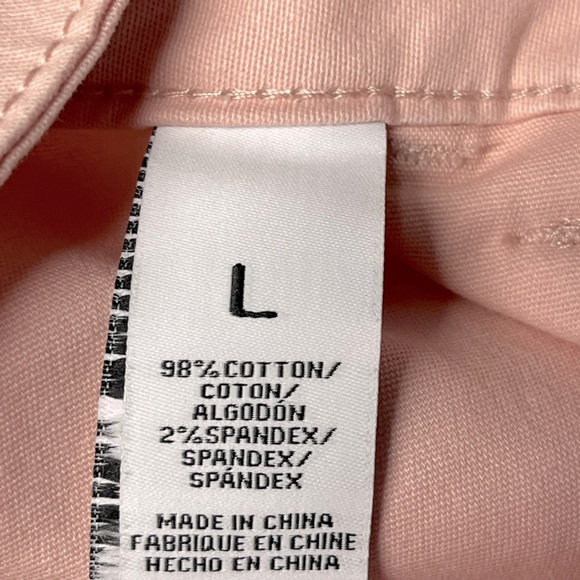 L
98% COTTON/
COTON/
ALGODÓN
2% SPANDEX/
SPANDEX/
SPÁNDEX
MADE IN CHINA
FABRIQUE EN CHINE
HECHO EN CHINA